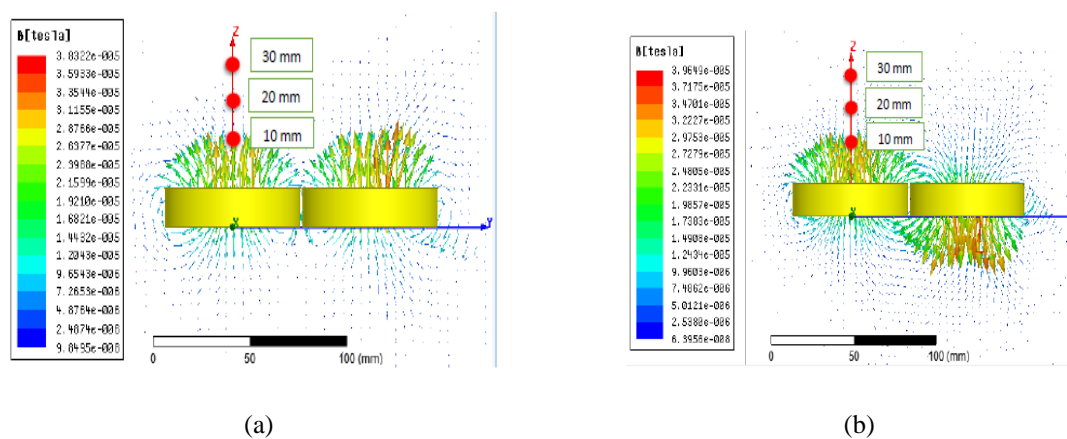 B[tesla]
3.8322e-005
3.5933e-005
3.3544e-005
3.1155e-005
2.8766e-005
2.6377e-005
2.3988e-005
2.1599e-005
1.9210e-005
1.6821e-005
1.4432e-005
1.2043e-005
9.6543e-006
7.2653e-006
4.8764e-006
2.4874e-006
Z
30 mm
20 mm
10 mm
Y
0
50
100 (mm)
(a)
B[tesla]
3.9649e-005
3.7175e-005
3.4701e-005
3.2227e-005
2.9753e-005
2.7279e-005
2.4805e-005
2.2331e-005
1.9857e-005
1.7383e-005
1.4909e-005
1.2434e-005
9.9603e-006
7.4862e-006
5.0121e-006
2.5380e-006
6.3956e-008
Z
30 mm
20 mm
10 mm
0
50
100 (mm)
(b)